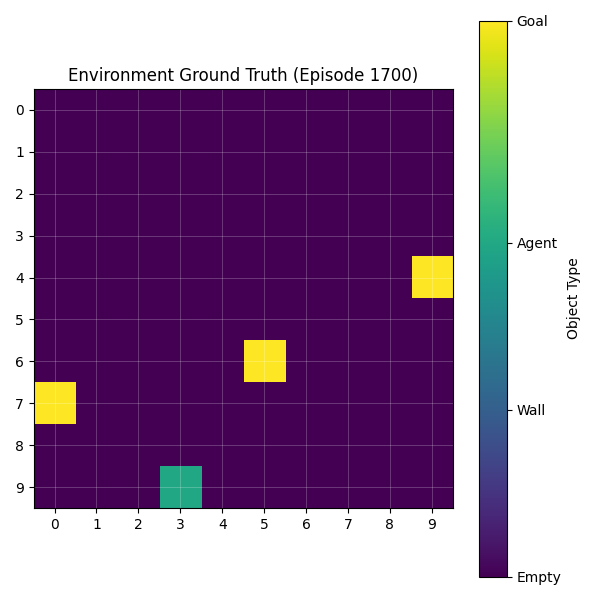 Environment Ground Truth (Episode 1700)
0
1
2
3
4
5
6
7
8
9
0 1 2 3 4 5 6 7 8 9
Goal
Agent
Wall
Empty
Object Type